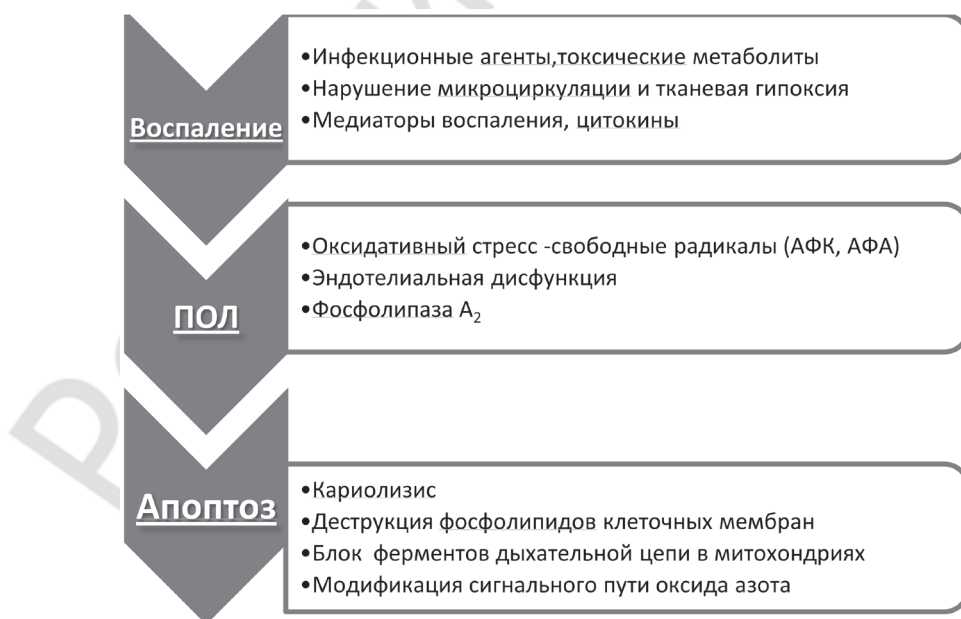 Воспаление
•Инфекционные агенты,токсические метаболиты
•Нарушение микроциркуляции и тканевая гипоксия
•Медиаторы воспаления, цитокины
ПОЛ
•Оксидативный стресс -свободные радикалы (АФК, АФА)
•Эндотелиальная дисфункция
•Фосфолипаза А₂
Апоптоз
•Кариолизис
•Деструкция фосфолипидов клеточных мембран
•Блок ферментов дыхательной цепи в митохондриях
•Модификация сигнального пути оксида азота